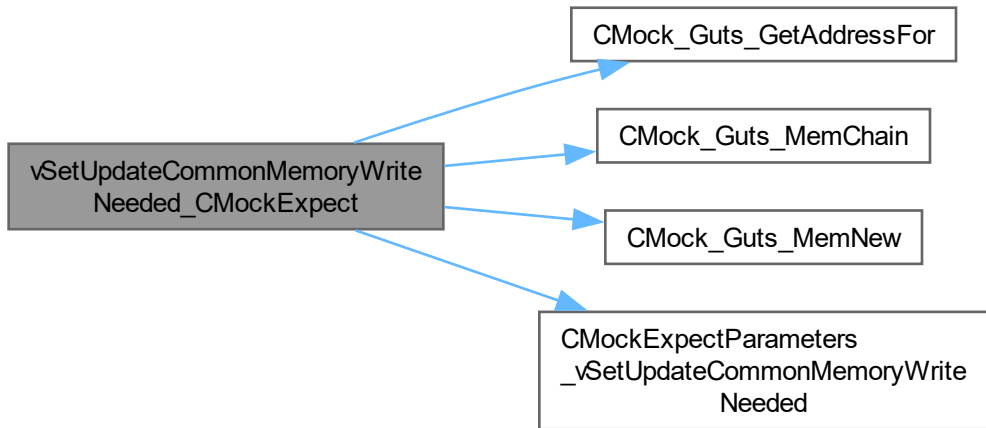 CMock_Guts_GetAddressFor
CMock_Guts_MemChain
vSetUpdateCommonMemoryWrite
Needed_CMockExpect
CMock_Guts_MemNew
CMockExpectParameters
_vSetUpdateCommonMemoryWrite
Needed